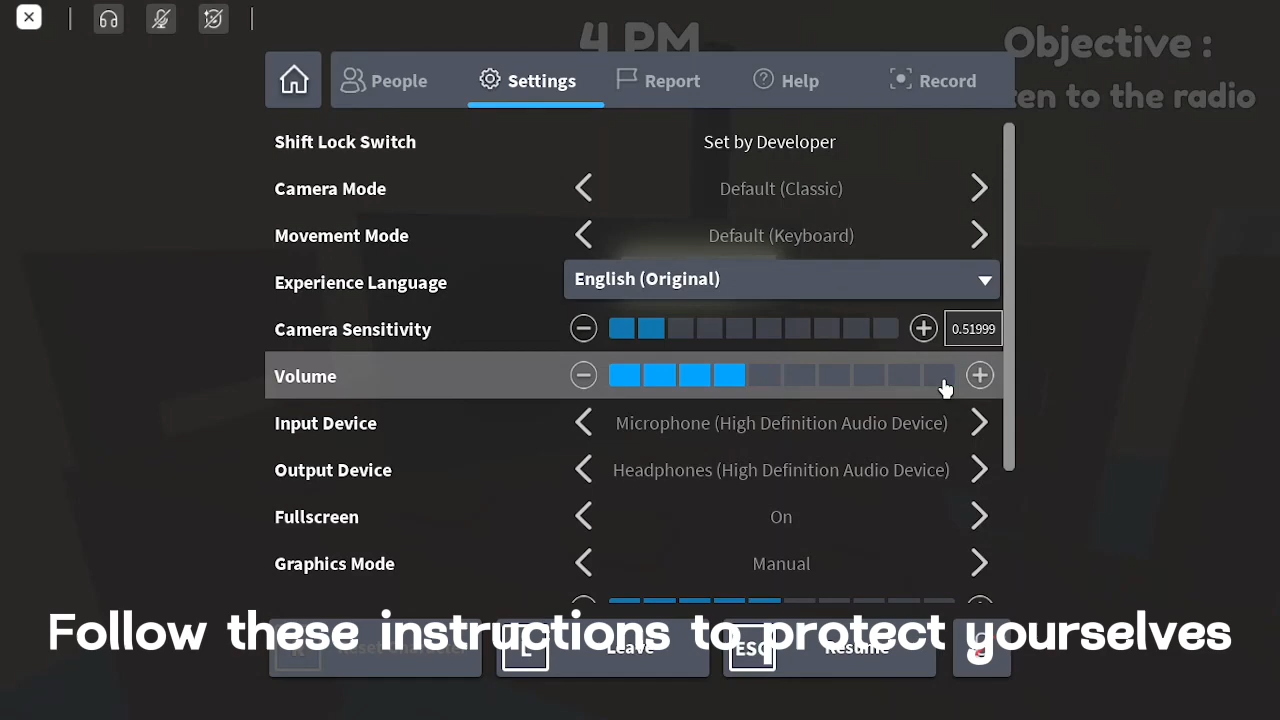 4 PM
Objective :
ten to the radio
People
Settings
Report
Help
Record
Shift Lock Switch
Set by Developer
Camera Mode
Default (Classic)
Movement Mode
Default (Keyboard)
Experience Language
English (Original)
Camera Sensitivity
0.51999
Volume
Input Device
Microphone (High Definition Audio Device)
Output Device
Headphones (High Definition Audio Device)
Fullscreen
On
Graphics Mode
Manual
Follow these instructions to protect yourselves
R
Reset Character
L
Leave
ESC
Resume